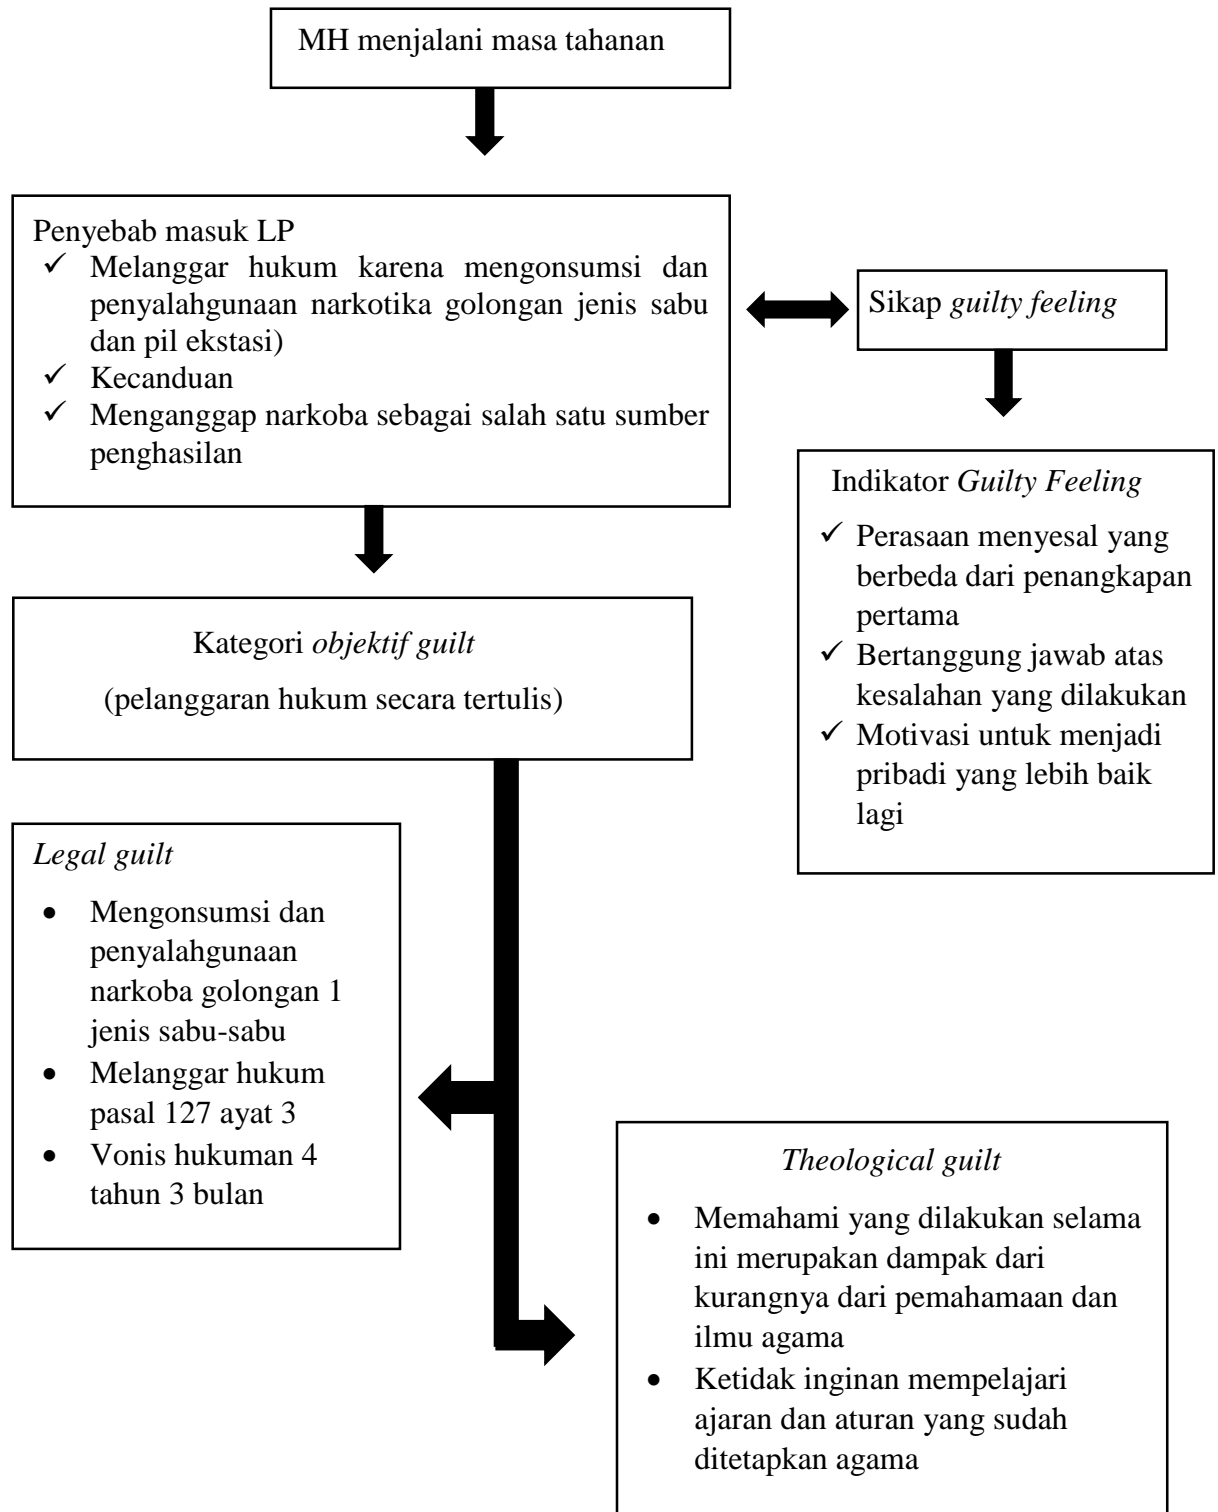 MH menjalani masa tahanan
Penyebab masuk LP
✓ Melanggar hukum karena mengonsumsi dan
penyalahgunaan narkotika golongan jenis sabu
dan pil ekstasi)
✓ Kecanduan
✓ Menganggap narkoba sebagai salah satu sumber
penghasilan
Sikap guilty feeling
Indikator Guilty Feeling
✓ Perasaan menyesal yang
berbeda dari penangkapan
pertama
✓ Bertanggung jawab atas
kesalahan yang dilakukan
✓ Motivasi untuk menjadi
pribadi yang lebih baik
lagi
Kategori objektif guilt
(pelanggaran hukum secara tertulis)
Legal guilt
• Mengonsumsi dan
penyalahgunaan
narkoba golongan 1
jenis sabu-sabu
• Melanggar hukum
pasal 127 ayat 3
• Vonis hukuman 4
tahun 3 bulan
Theological guilt
• Memahami yang dilakukan selama
ini merupakan dampak dari
kurangnya dari pemahamaan dan
ilmu agama
• Ketidak inginan mempelajari
ajaran dan aturan yang sudah
ditetapkan agama